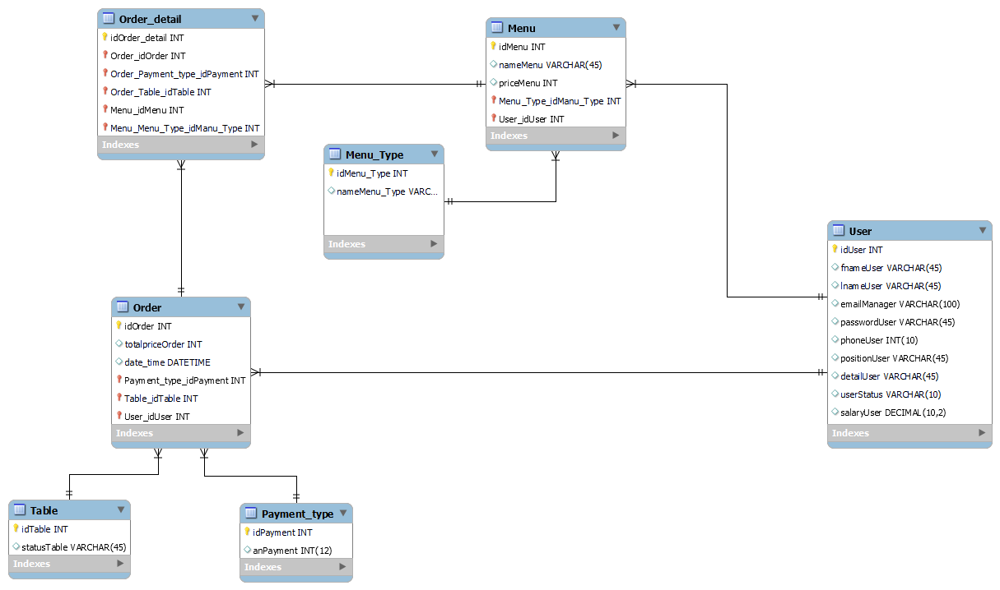 Order_detail
idOrder_detail INT
Order_idOrder INT
Order_Payment_type_idPayment INT
Order_Table_idTable INT
Menu_idMenu INT
Menu_Menu_Type_idManu_Type INT
Indexes
Menu
idMenu INT
nameMenu VARCHAR(45)
priceMenu INT
Menu_Type_idManu_Type INT
User_idUser INT
Indexes
Menu_Type
idMenu_Type INT
nameMenu_Type VARC...
Indexes
User
idUser INT
fnameUser VARCHAR(45)
lnameUser VARCHAR(45)
emailManager VARCHAR(100)
passwordUser VARCHAR(45)
phoneUser INT(10)
positionUser VARCHAR(45)
detailUser VARCHAR(45)
userStatus VARCHAR(10)
salaryUser DECIMAL(10,2)
Indexes
Order
idOrder INT
totalpriceOrder INT
date_time DATETIME
Payment_type_idPayment INT
Table_idTable INT
User_idUser INT
Indexes
Table
idTable INT
statusTable VARCHAR(45)
Indexes
Payment_type
idPayment INT
anPayment INT(12)
Indexes